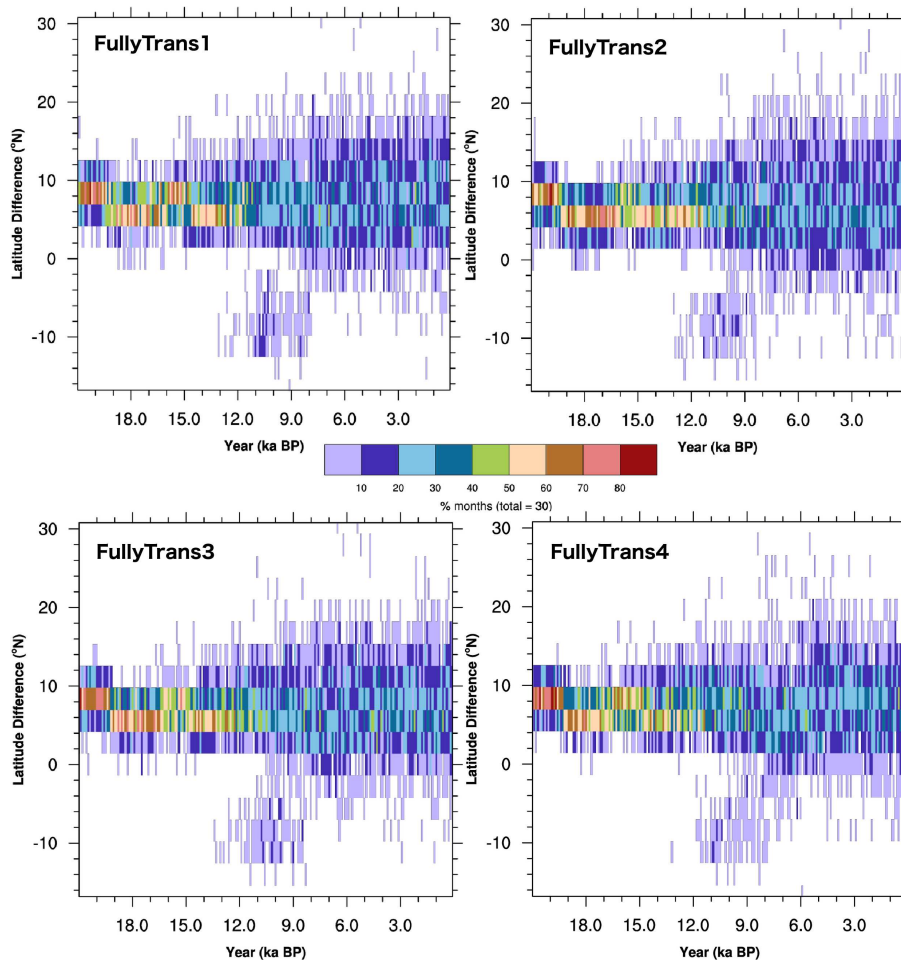 FullyTrans1
30
20
10
0
-10
Latitude Difference (°N)
18.0 15.0 12.0 9.0 6.0 3.0
Year (ka BP)
FullyTrans2
30
20
10
0
-10
Latitude Difference (°N)
18.0 15.0 12.0 9.0 6.0 3.0
Year (ka BP)
10 20 30 40 50 60 70 80
% months (total = 30)
FullyTrans3
30
20
10
0
-10
Latitude Difference (°N)
18.0 15.0 12.0 9.0 6.0 3.0
Year (ka BP)
FullyTrans4
30
20
10
0
-10
Latitude Difference (°N)
18.0 15.0 12.0 9.0 6.0 3.0
Year (ka BP)